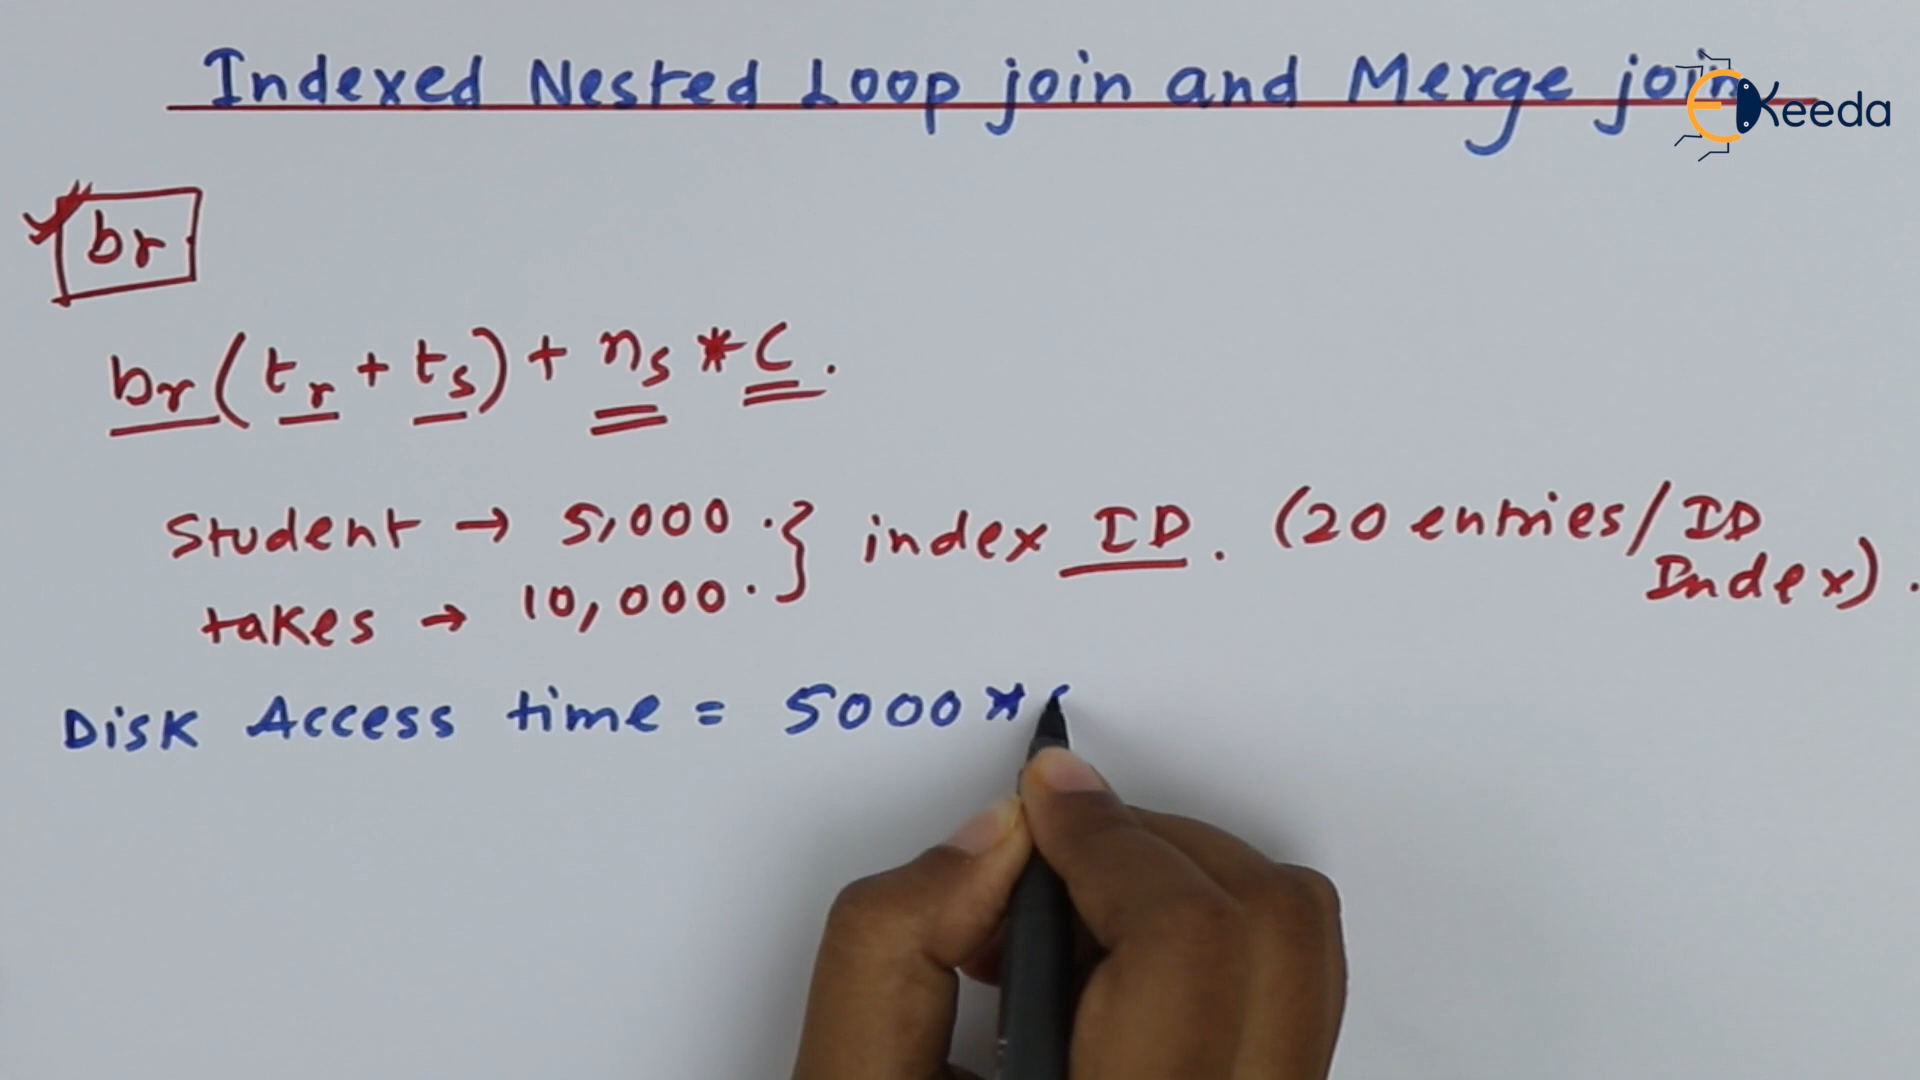 Indexed Nested Loop join and Merge join
EKeeda
br
br (tr + ts) + ns * C.
Student → 5,000 . } index ID. (20 entries/ID
takes → 10,000 . Index).
Disk Access time = 5000 *